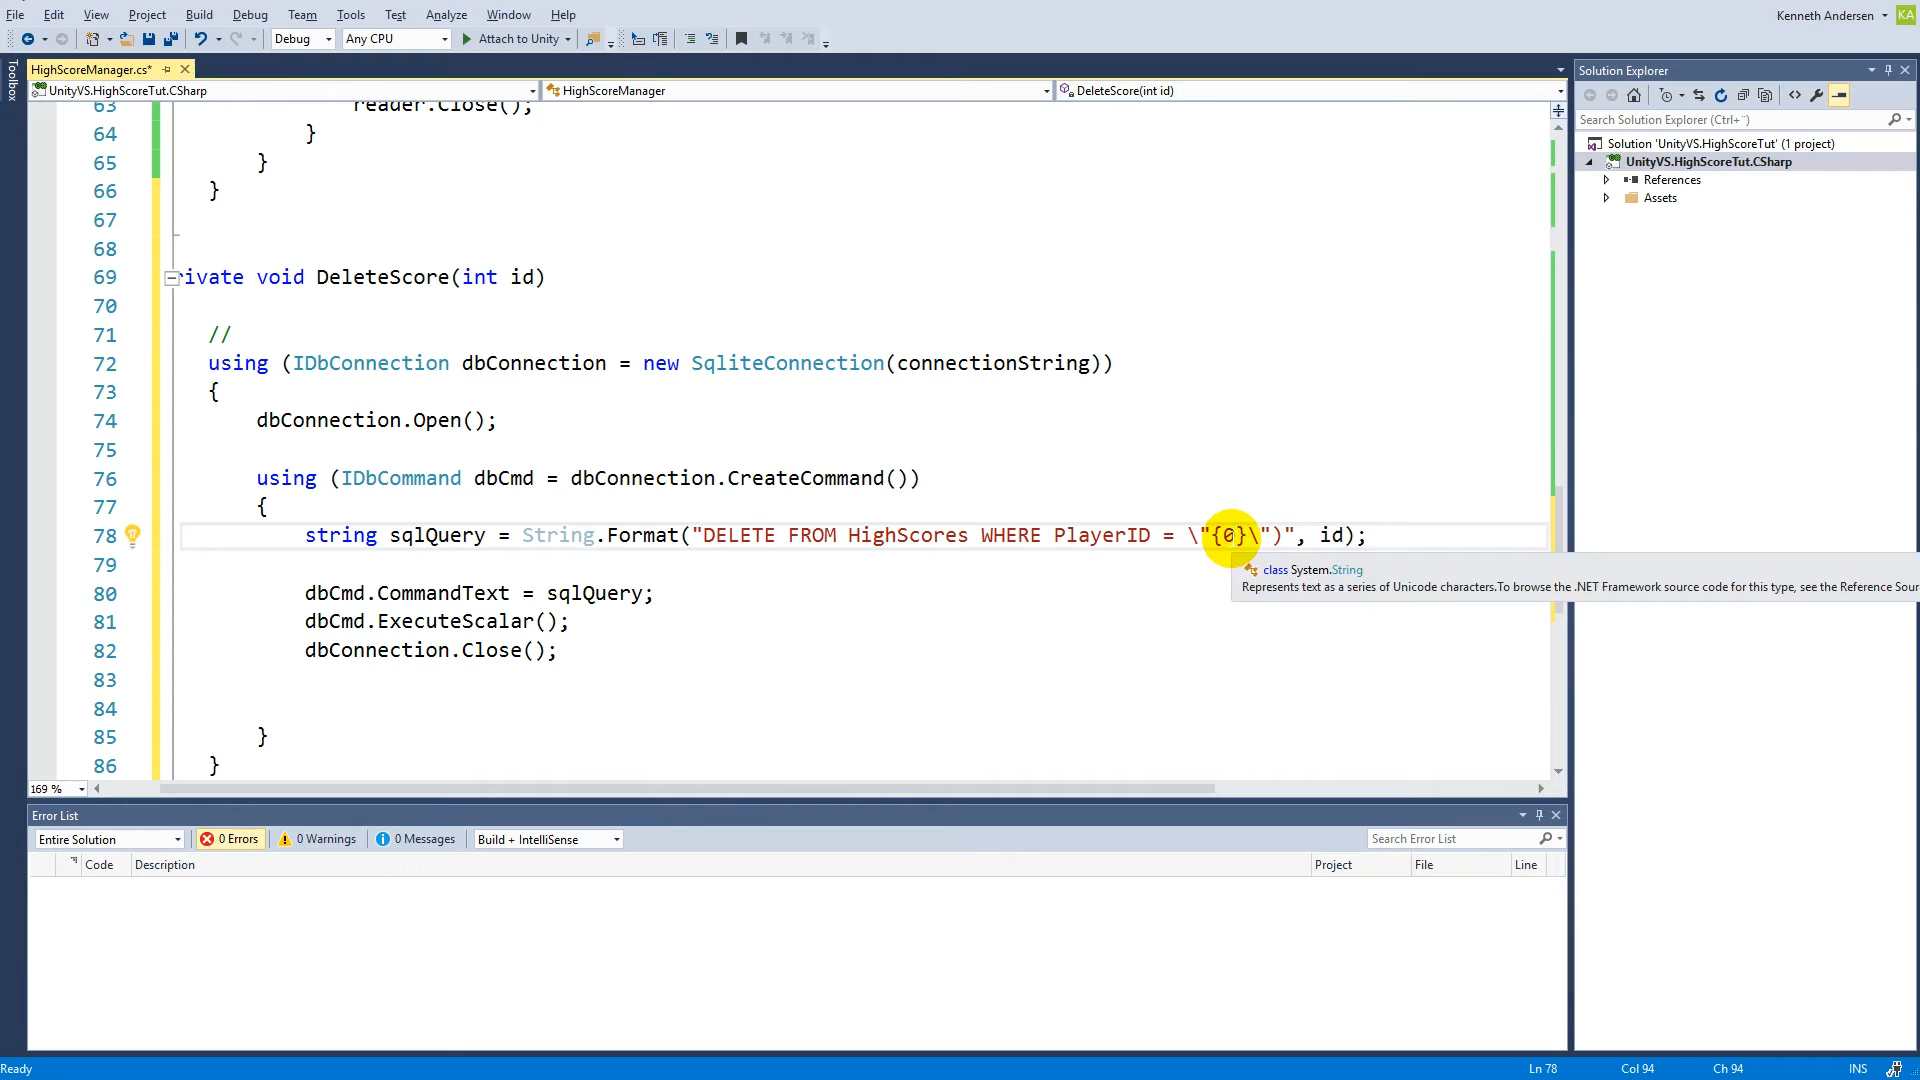 File Edit View Project Build Debug Team Tools Test Analyze Window Help
Kenneth Andersen KA
Debug Any CPU Attach to Unity
Toolbox
HighScoreManager.cs*
UnityVS.HighScoreTut.CSharp HighScoreManager DeleteScore(int id)
63 reader.Close();
64 }
65 }
66 }
67
68
69 rivate void DeleteScore(int id)
70
71 //
72 using (IDbConnection dbConnection = new SqliteConnection(connectionString))
73 {
74 dbConnection.Open();
75
76 using (IDbCommand dbCmd = dbConnection.CreateCommand())
77 {
78 string sqlQuery = String.Format("DELETE FROM HighScores WHERE PlayerID = \"{0}\")", id);
class System.String
Represents text as a series of Unicode characters.To browse the .NET Framework source code for this type, see the Reference Sour
79
80 dbCmd.CommandText = sqlQuery;
81 dbCmd.ExecuteScalar();
82 dbConnection.Close();
83
84
85 }
86 }
169 %
Error List
Entire Solution 0 Errors 0 Warnings 0 Messages Build + IntelliSense Search Error List
Code Description Project File Line
Solution Explorer
Search Solution Explorer (Ctrl+¨)
Solution 'UnityVS.HighScoreTut' (1 project)
UnityVS.HighScoreTut.CSharp
References
Assets
Ready Ln 78 Col 94 Ch 94 INS